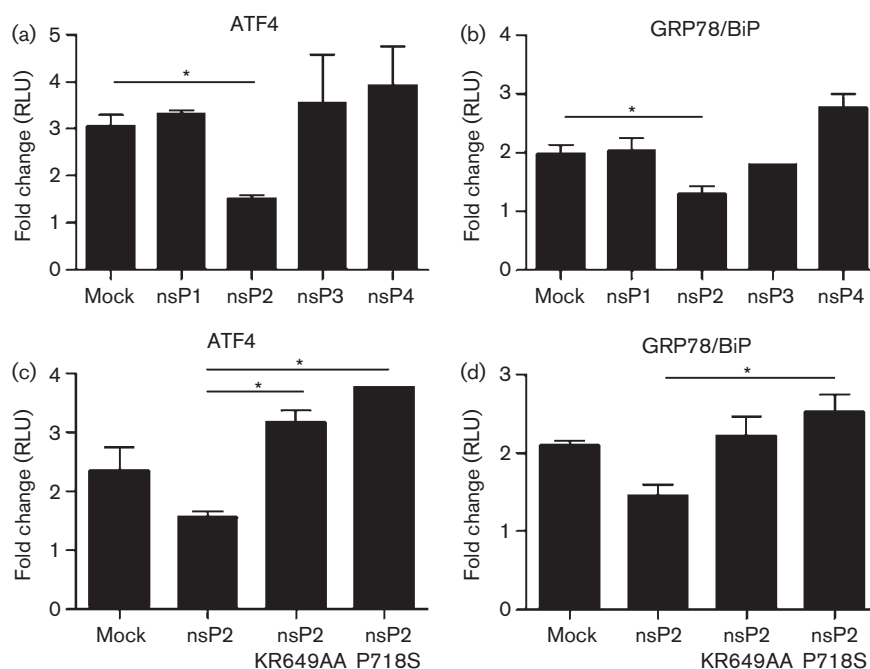 (a)
ATF4
Fold change (RLU)
5
4
3
2
1
0
*
Mock nsP1 nsP2 nsP3 nsP4
(b)
GRP78/BiP
Fold change (RLU)
4
3
2
1
0
*
Mock nsP1 nsP2 nsP3 nsP4
(c)
ATF4
Fold change (RLU)
4
3
2
1
0
*
*
Mock nsP2 nsP2 nsP2
KR649AA P718S
(d)
GRP78/BiP
Fold change (RLU)
3
2
1
0
*
Mock nsP2 nsP2 nsP2
KR649AA P718S